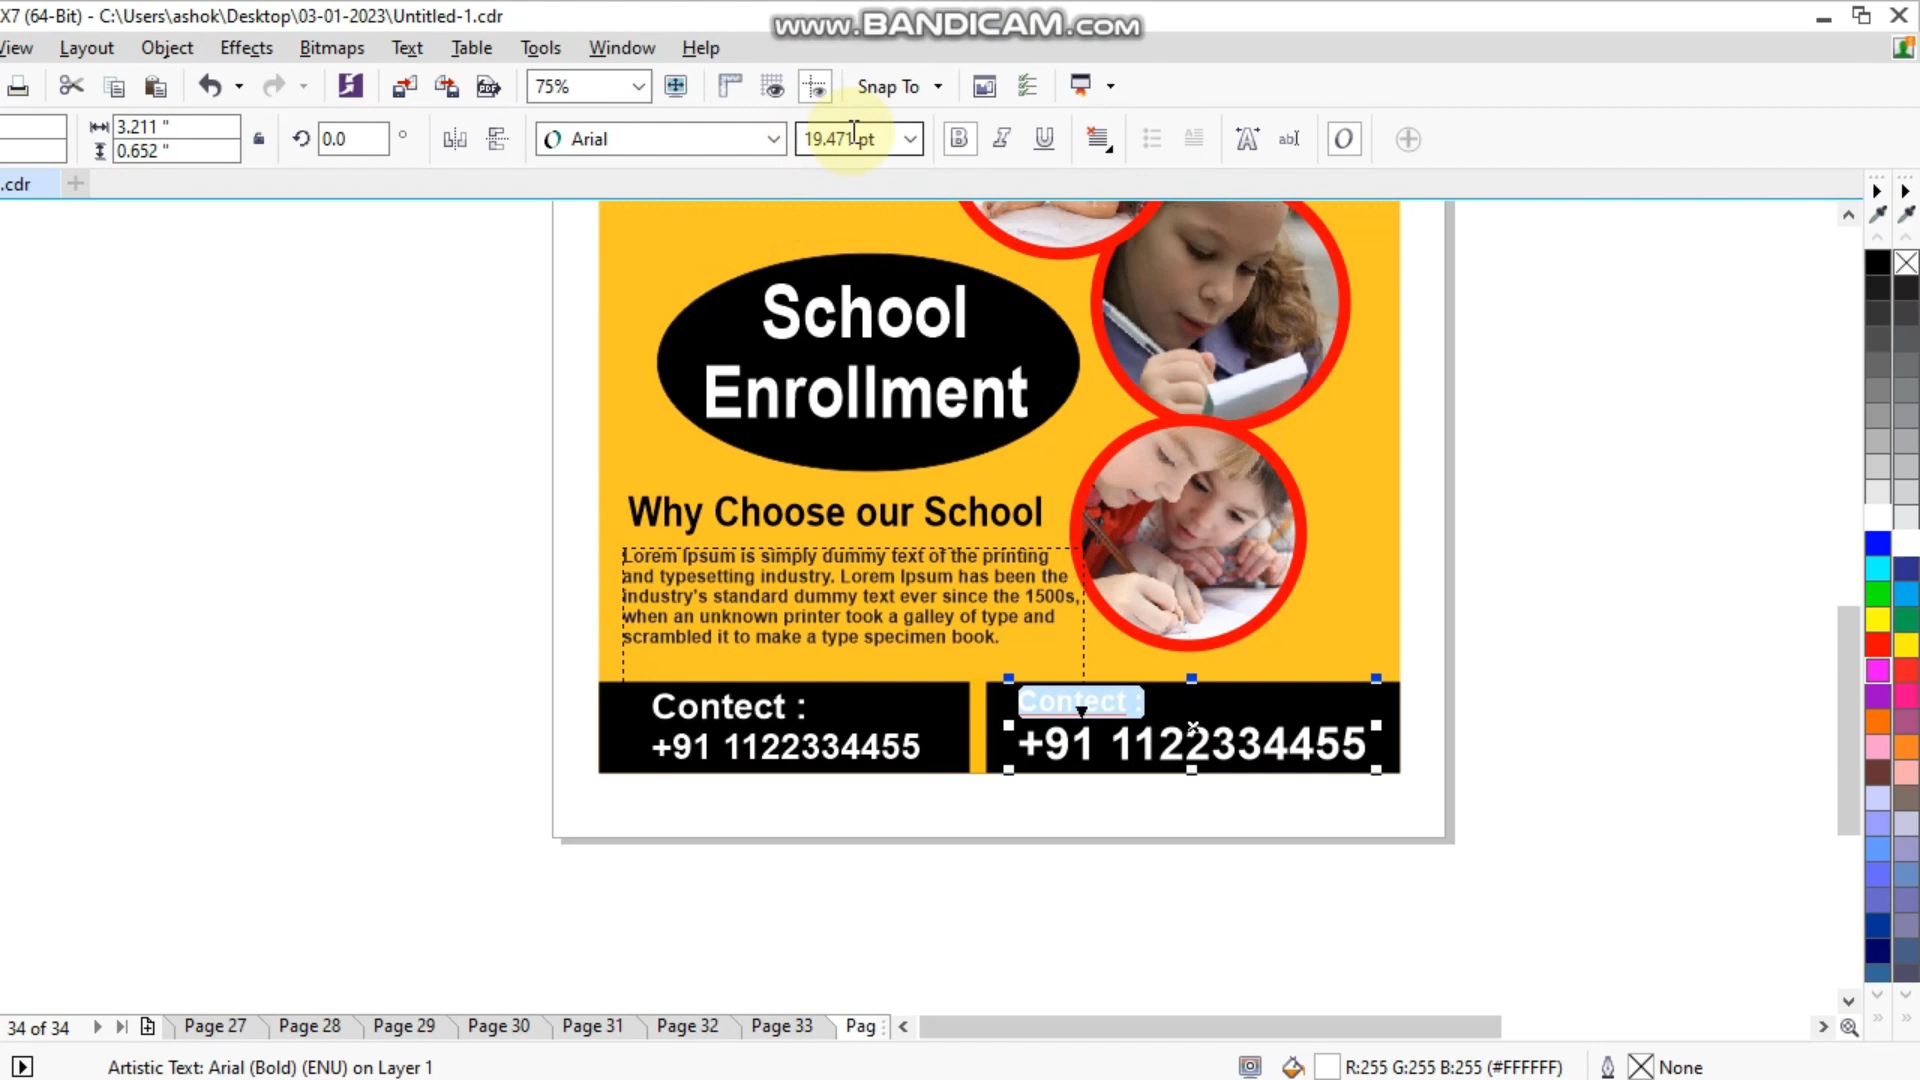 X7 (64-Bit) - C:\Users\ashok\Desktop\03-01-2023\Untitled-1.cdr
www.BANDICAM.com
View Layout Object Effects Bitmaps Text Table Tools Window Help
75%
Snap To
3.211 "
0.652 "
0.0 °
Arial
19.471 pt
.cdr
School
Enrollment
Why Choose our School
Lorem Ipsum is simply dummy text of the printing
and typesetting industry. Lorem Ipsum has been the
industry's standard dummy text ever since the 1500s,
when an unknown printer took a galley of type and
scrambled it to make a type specimen book.
Contect :
+91 1122334455
Contect :
+91 1122334455
34 of 34 Page 27 Page 28 Page 29 Page 30 Page 31 Page 32 Page 33 Pag
Artistic Text: Arial (Bold) (ENU) on Layer 1
R:255 G:255 B:255 (#FFFFFF)
None